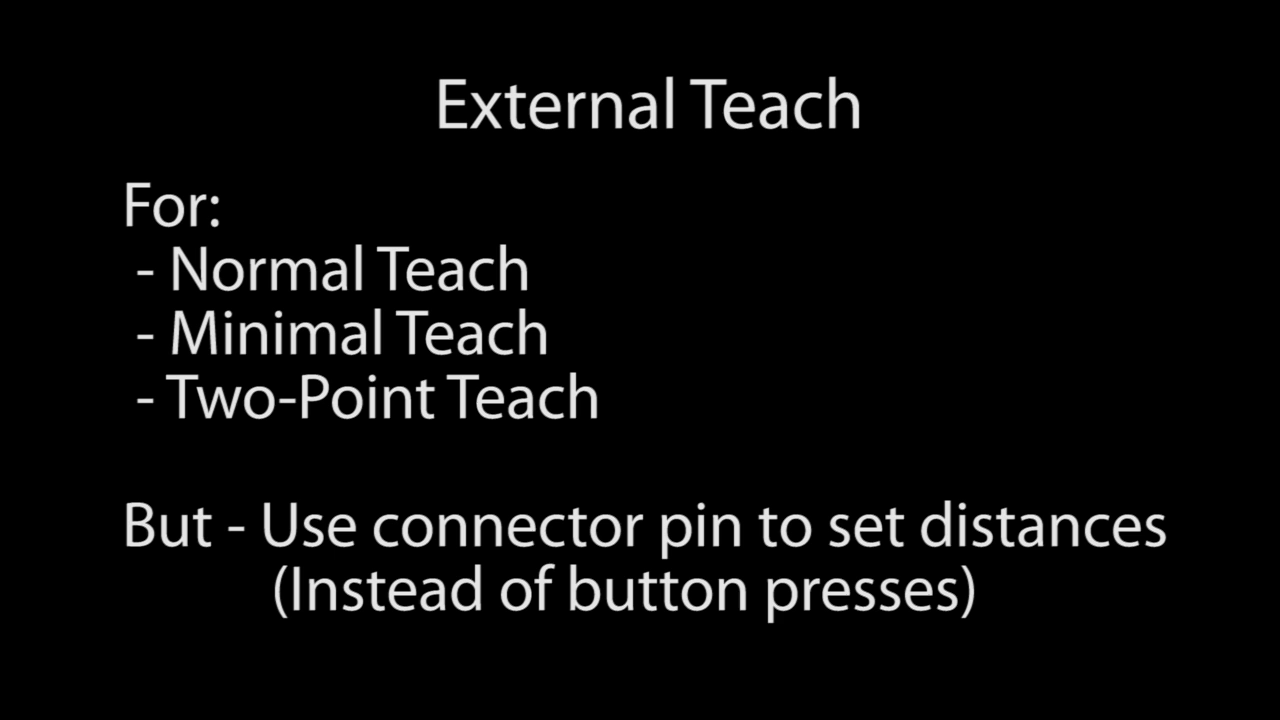 External Teach
For:
- Normal Teach
- Minimal Teach
- Two-Point Teach
But - Use connector pin to set distances
(Instead of button presses)